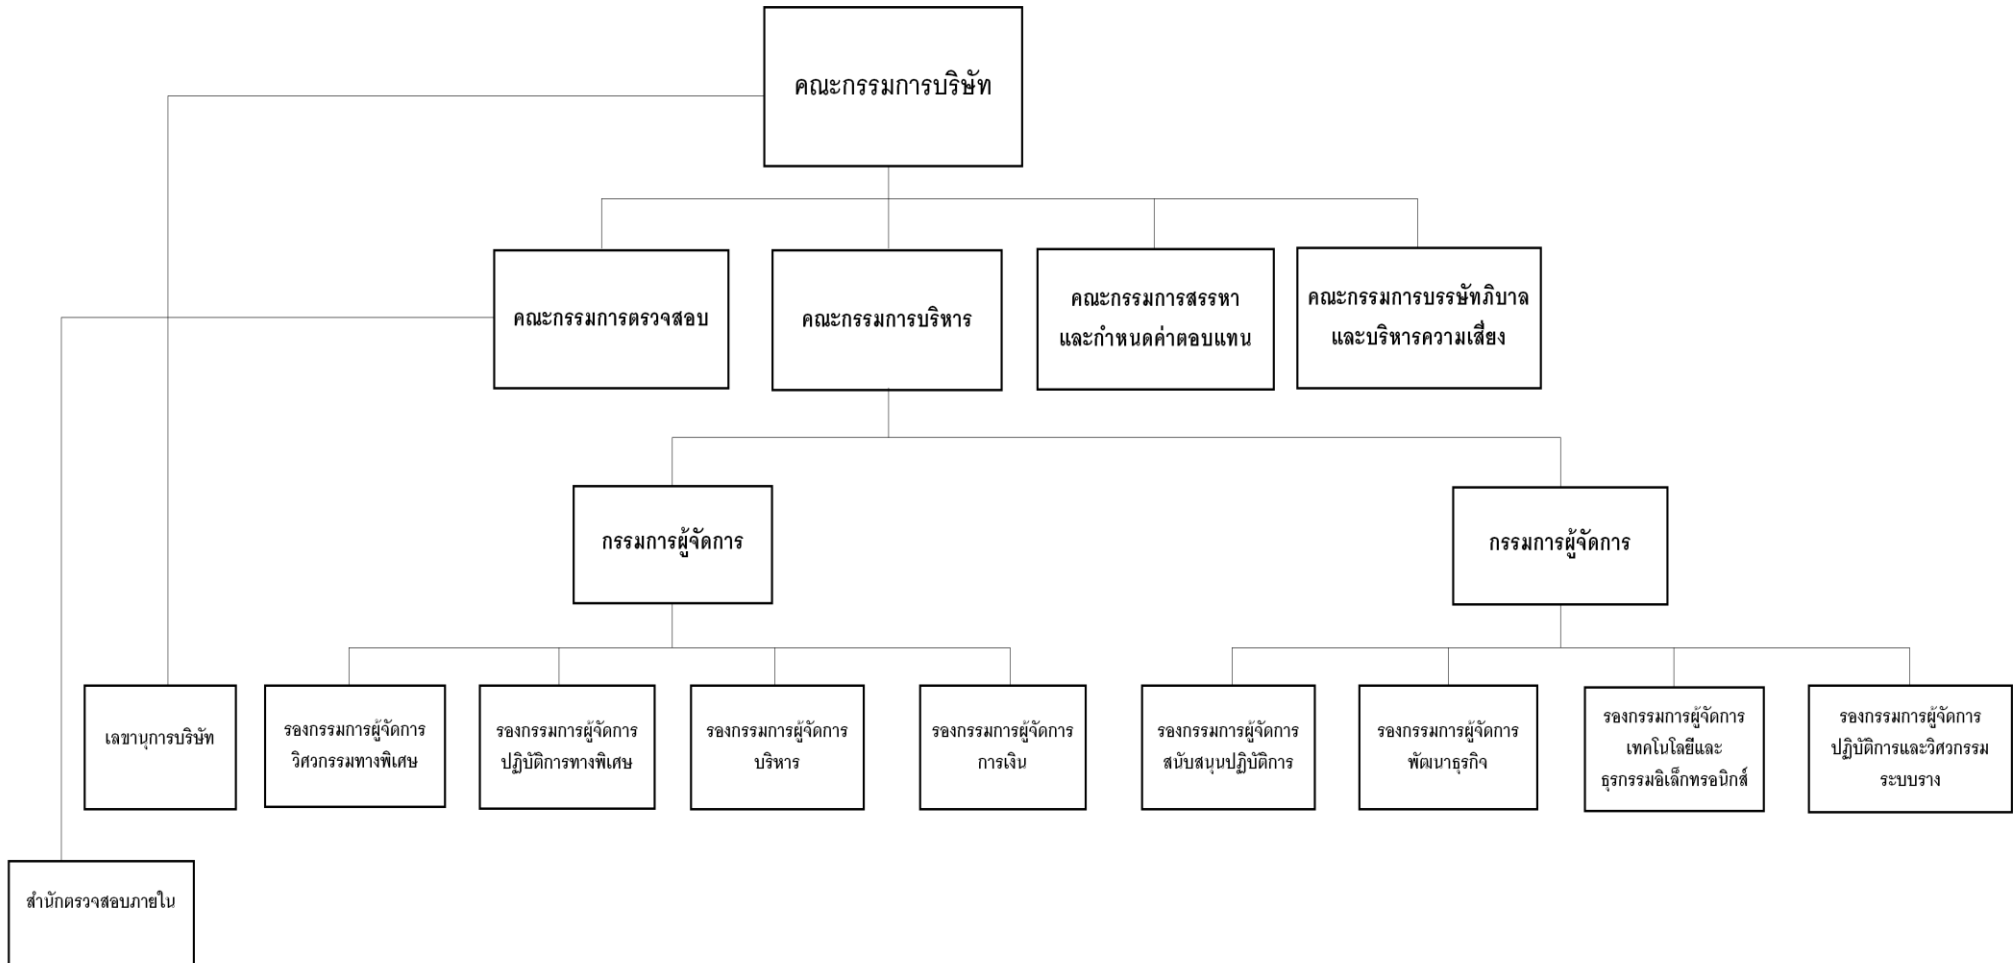 คณะกรรมการบริษัท
คณะกรรมการตรวจสอบ
คณะกรรมการบริหาร
คณะกรรมการสรรหา
และกำหนดค่าตอบแทน
คณะกรรมการบรรษัทภิบาล
และบริหารความเสี่ยง
กรรมการผู้จัดการ
กรรมการผู้จัดการ
เลขานุการบริษัท
รองกรรมการผู้จัดการ
วิศวกรรมทางพิเศษ
รองกรรมการผู้จัดการ
ปฏิบัติการทางพิเศษ
รองกรรมการผู้จัดการ
บริหาร
รองกรรมการผู้จัดการ
การเงิน
รองกรรมการผู้จัดการ
สนับสนุนปฏิบัติการ
รองกรรมการผู้จัดการ
พัฒนาธุรกิจ
รองกรรมการผู้จัดการ
เทคโนโลยีและ
ธุรกรรมอิเล็กทรอนิกส์
รองกรรมการผู้จัดการ
ปฏิบัติการและวิศวกรรม
ระบบราง
สำนักตรวจสอบภายใน